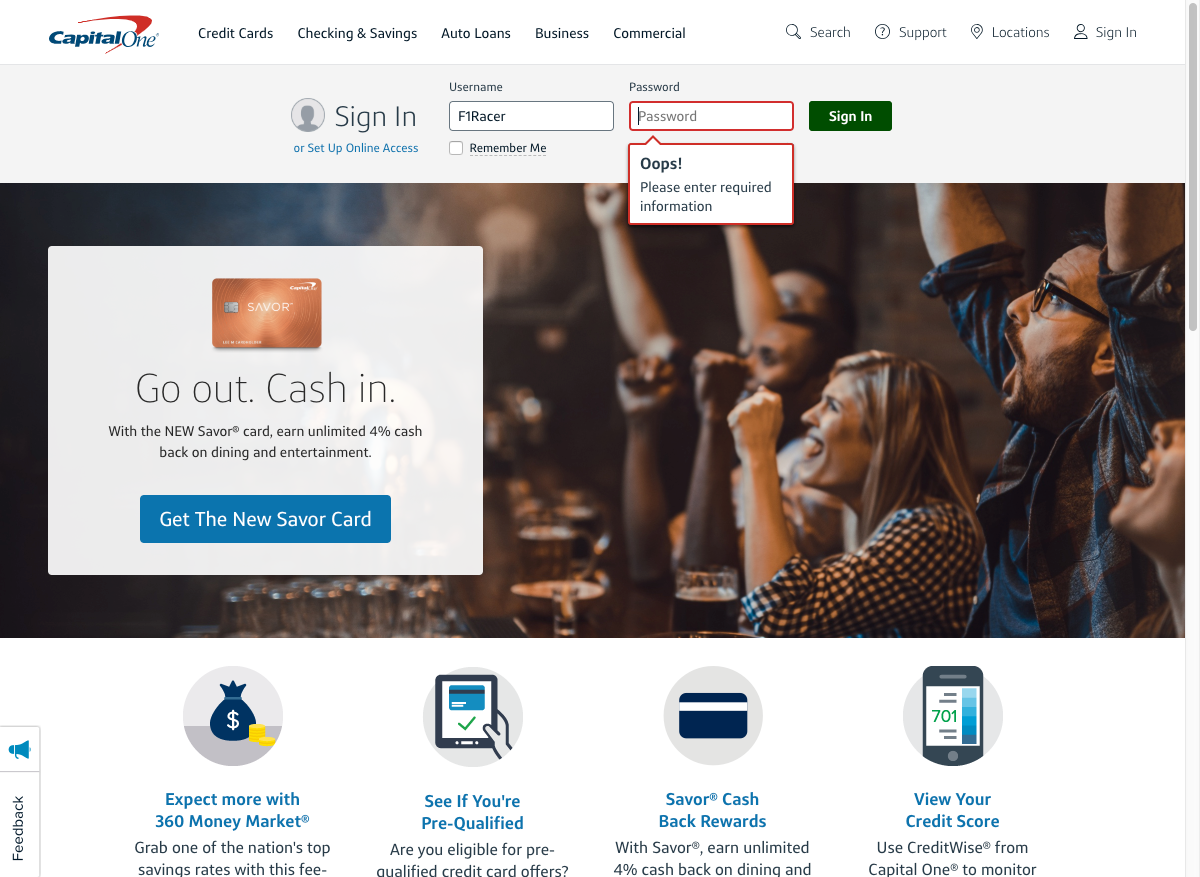 CapitalOne
Credit Cards
Checking & Savings
Auto Loans
Business
Commercial
Search
Support
Locations
Sign In
Sign In
or Set Up Online Access
Username
F1Racer
Remember Me
Password
Password
Sign In
Oops!
Please enter required
information
CapitalOne
SAVOR™
Go out. Cash in.
With the NEW Savor® card, earn unlimited 4% cash
back on dining and entertainment.
Get The New Savor Card
$
701
Expect more with
360 Money Market®
Grab one of the nation's top
savings rates with this fee-
See If You're
Pre-Qualified
Are you eligible for pre-
qualified credit card offers?
Savor® Cash
Back Rewards
With Savor®, earn unlimited
4% cash back on dining and
View Your
Credit Score
Use CreditWise® from
Capital One® to monitor
Feedback